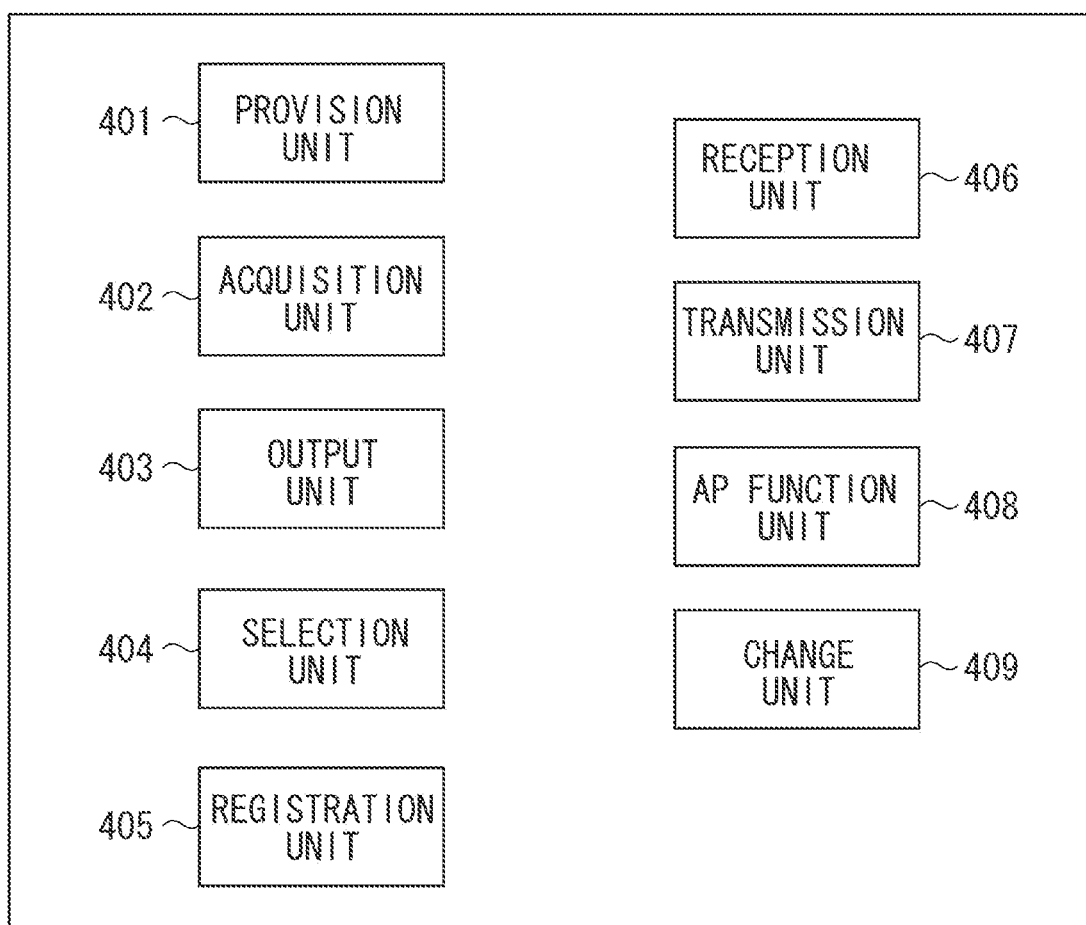 401
PROVISION
UNIT
402
ACQUISITION
UNIT
403
OUTPUT
UNIT
404
SELECTION
UNIT
405
REGISTRATION
UNIT
RECEPTION
UNIT
406
TRANSMISSION
UNIT
407
AP FUNCTION
UNIT
408
CHANGE
UNIT
409